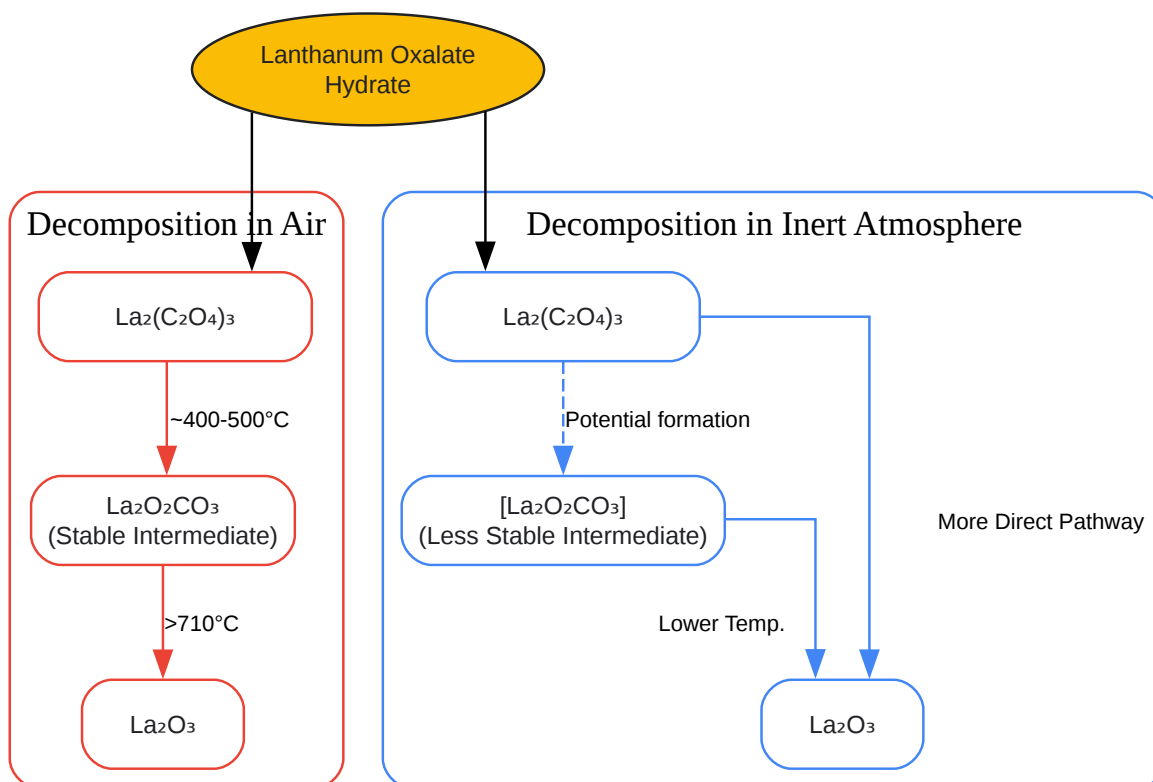 Lanthanum Oxalate
Hydrate
Decomposition in Air
La₂(C₂O₄)₃
~400-500°C
La₂O₂CO₃
(Stable Intermediate)
>710°C
La₂O₃
Decomposition in Inert Atmosphere
La₂(C₂O₄)₃
Potential formation
[La₂O₂CO₃]
(Less Stable Intermediate)
More Direct Pathway
Lower Temp.
La₂O₃